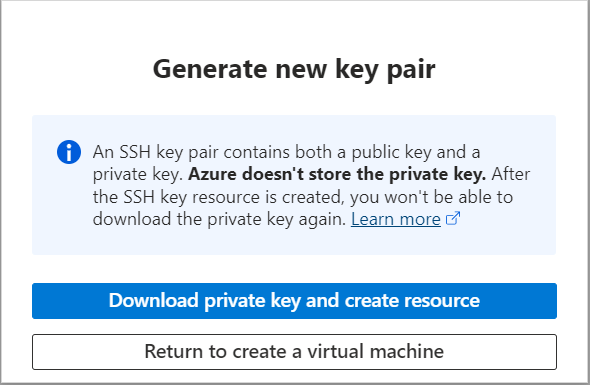 Generate new key pair
An SSH key pair contains both a public key and a
private key. Azure doesn't store the private key. After
the SSH key resource is created, you won't be able to
download the private key again. Learn more
Download private key and create resource
Return to create a virtual machine